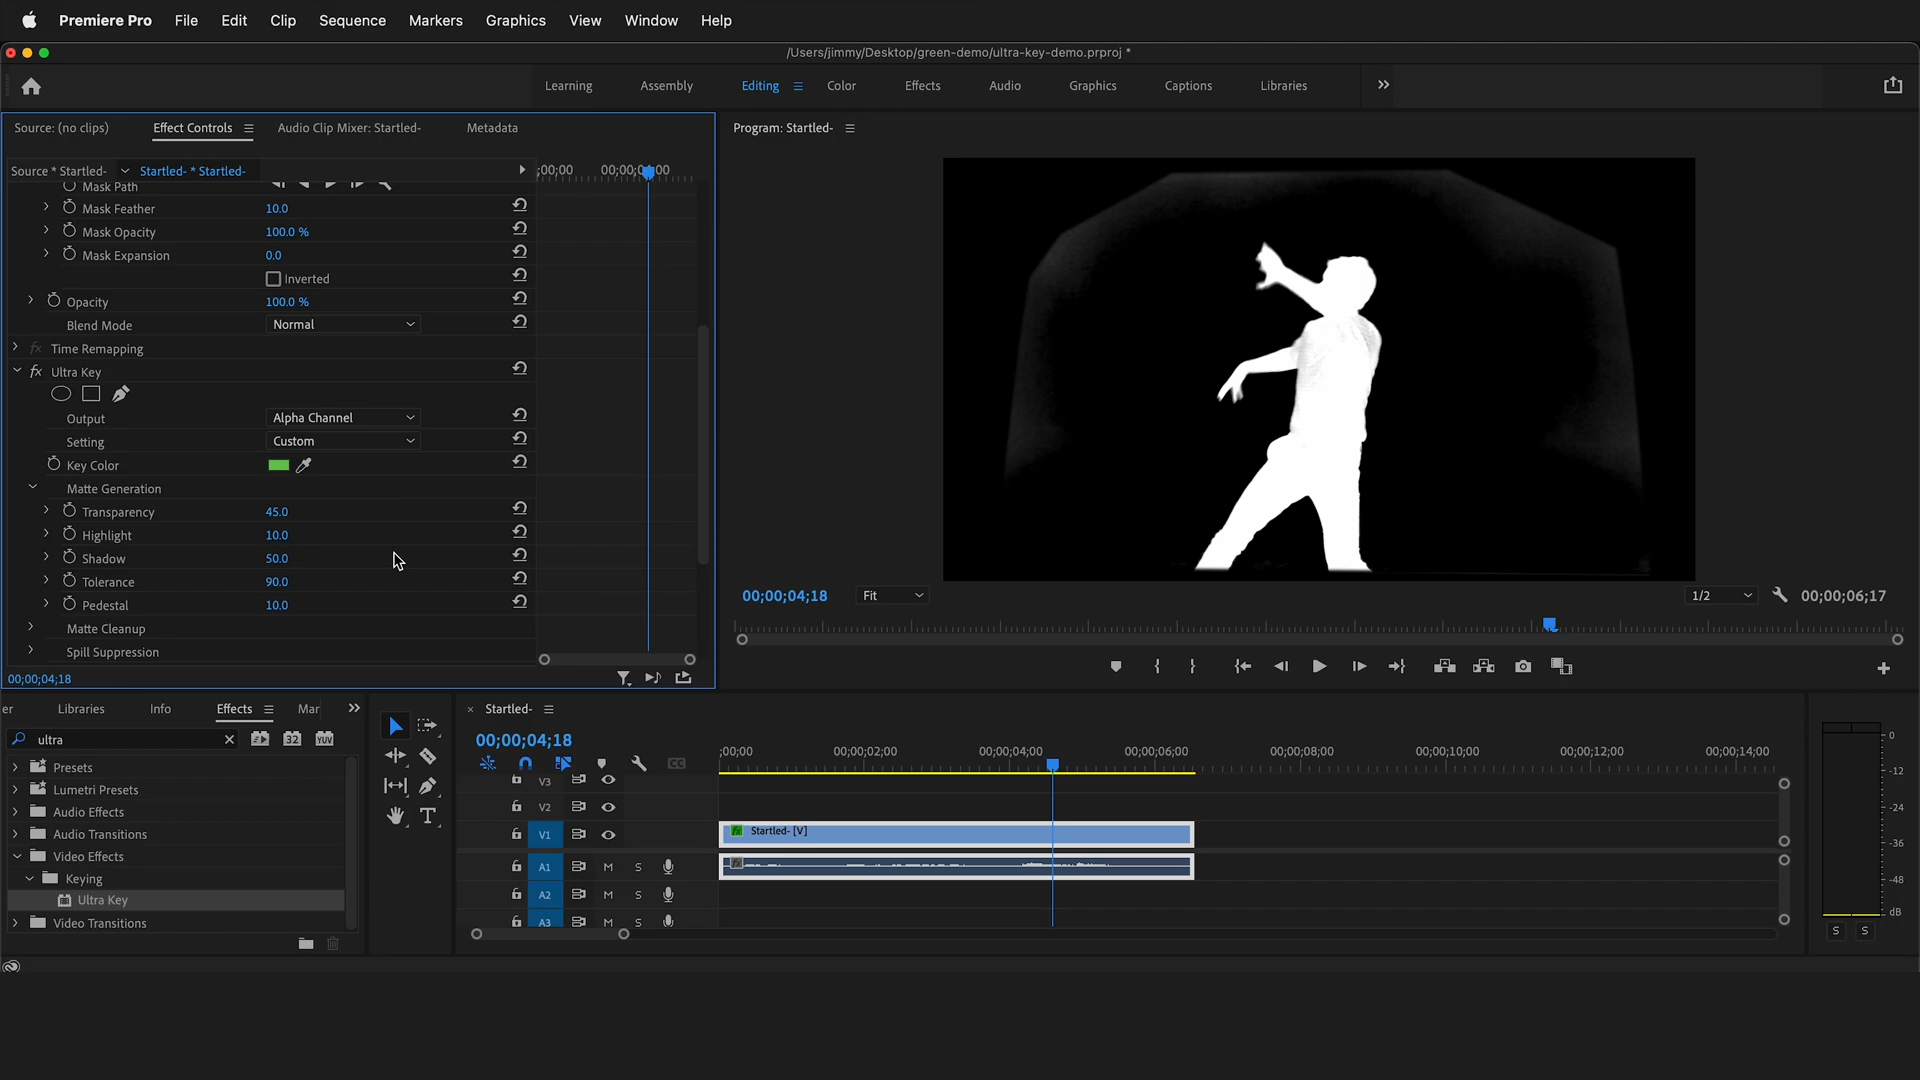 Premiere Pro File Edit Clip Sequence Markers Graphics View Window Help
/Users/jimmy/Desktop/green-demo/ultra-key-demo.prproj *
Learning Assembly Editing Color Effects Audio Graphics Captions Libraries
Source: (no clips) Effect Controls Audio Clip Mixer: Startled- Metadata
Program: Startled-
Source * Startled- Startled- * Startled- ;00;00 00;00;04;00
Mask Path
Mask Feather 10.0
Mask Opacity 100.0 %
Mask Expansion 0.0
Inverted
Opacity 100.0 %
Blend Mode Normal
fx Time Remapping
fx Ultra Key
Output Alpha Channel
Setting Custom
Key Color
Matte Generation
Transparency 45.0
Highlight 10.0
Shadow 50.0
Tolerance 90.0
Pedestal 10.0
Matte Cleanup
Spill Suppression
00;00;04;18
00;00;04;18 Fit 1/2 00;00;06;17
er Libraries Info Effects Mar
ultra 32 YUV
Presets
Lumetri Presets
Audio Effects
Audio Transitions
Video Effects
Keying
Ultra Key
Video Transitions
T
Startled-
00;00;04;18
CC
;00;00 00;00;02;00 00;00;04;00 00;00;06;00 00;00;08;00 00;00;10;00 00;00;12;00 00;00;14;00
V3
V2
V1 fx Startled- [V]
A1 M S fx
A2 M S
A3 M S
0
-12
-24
-36
-48
dB
S S